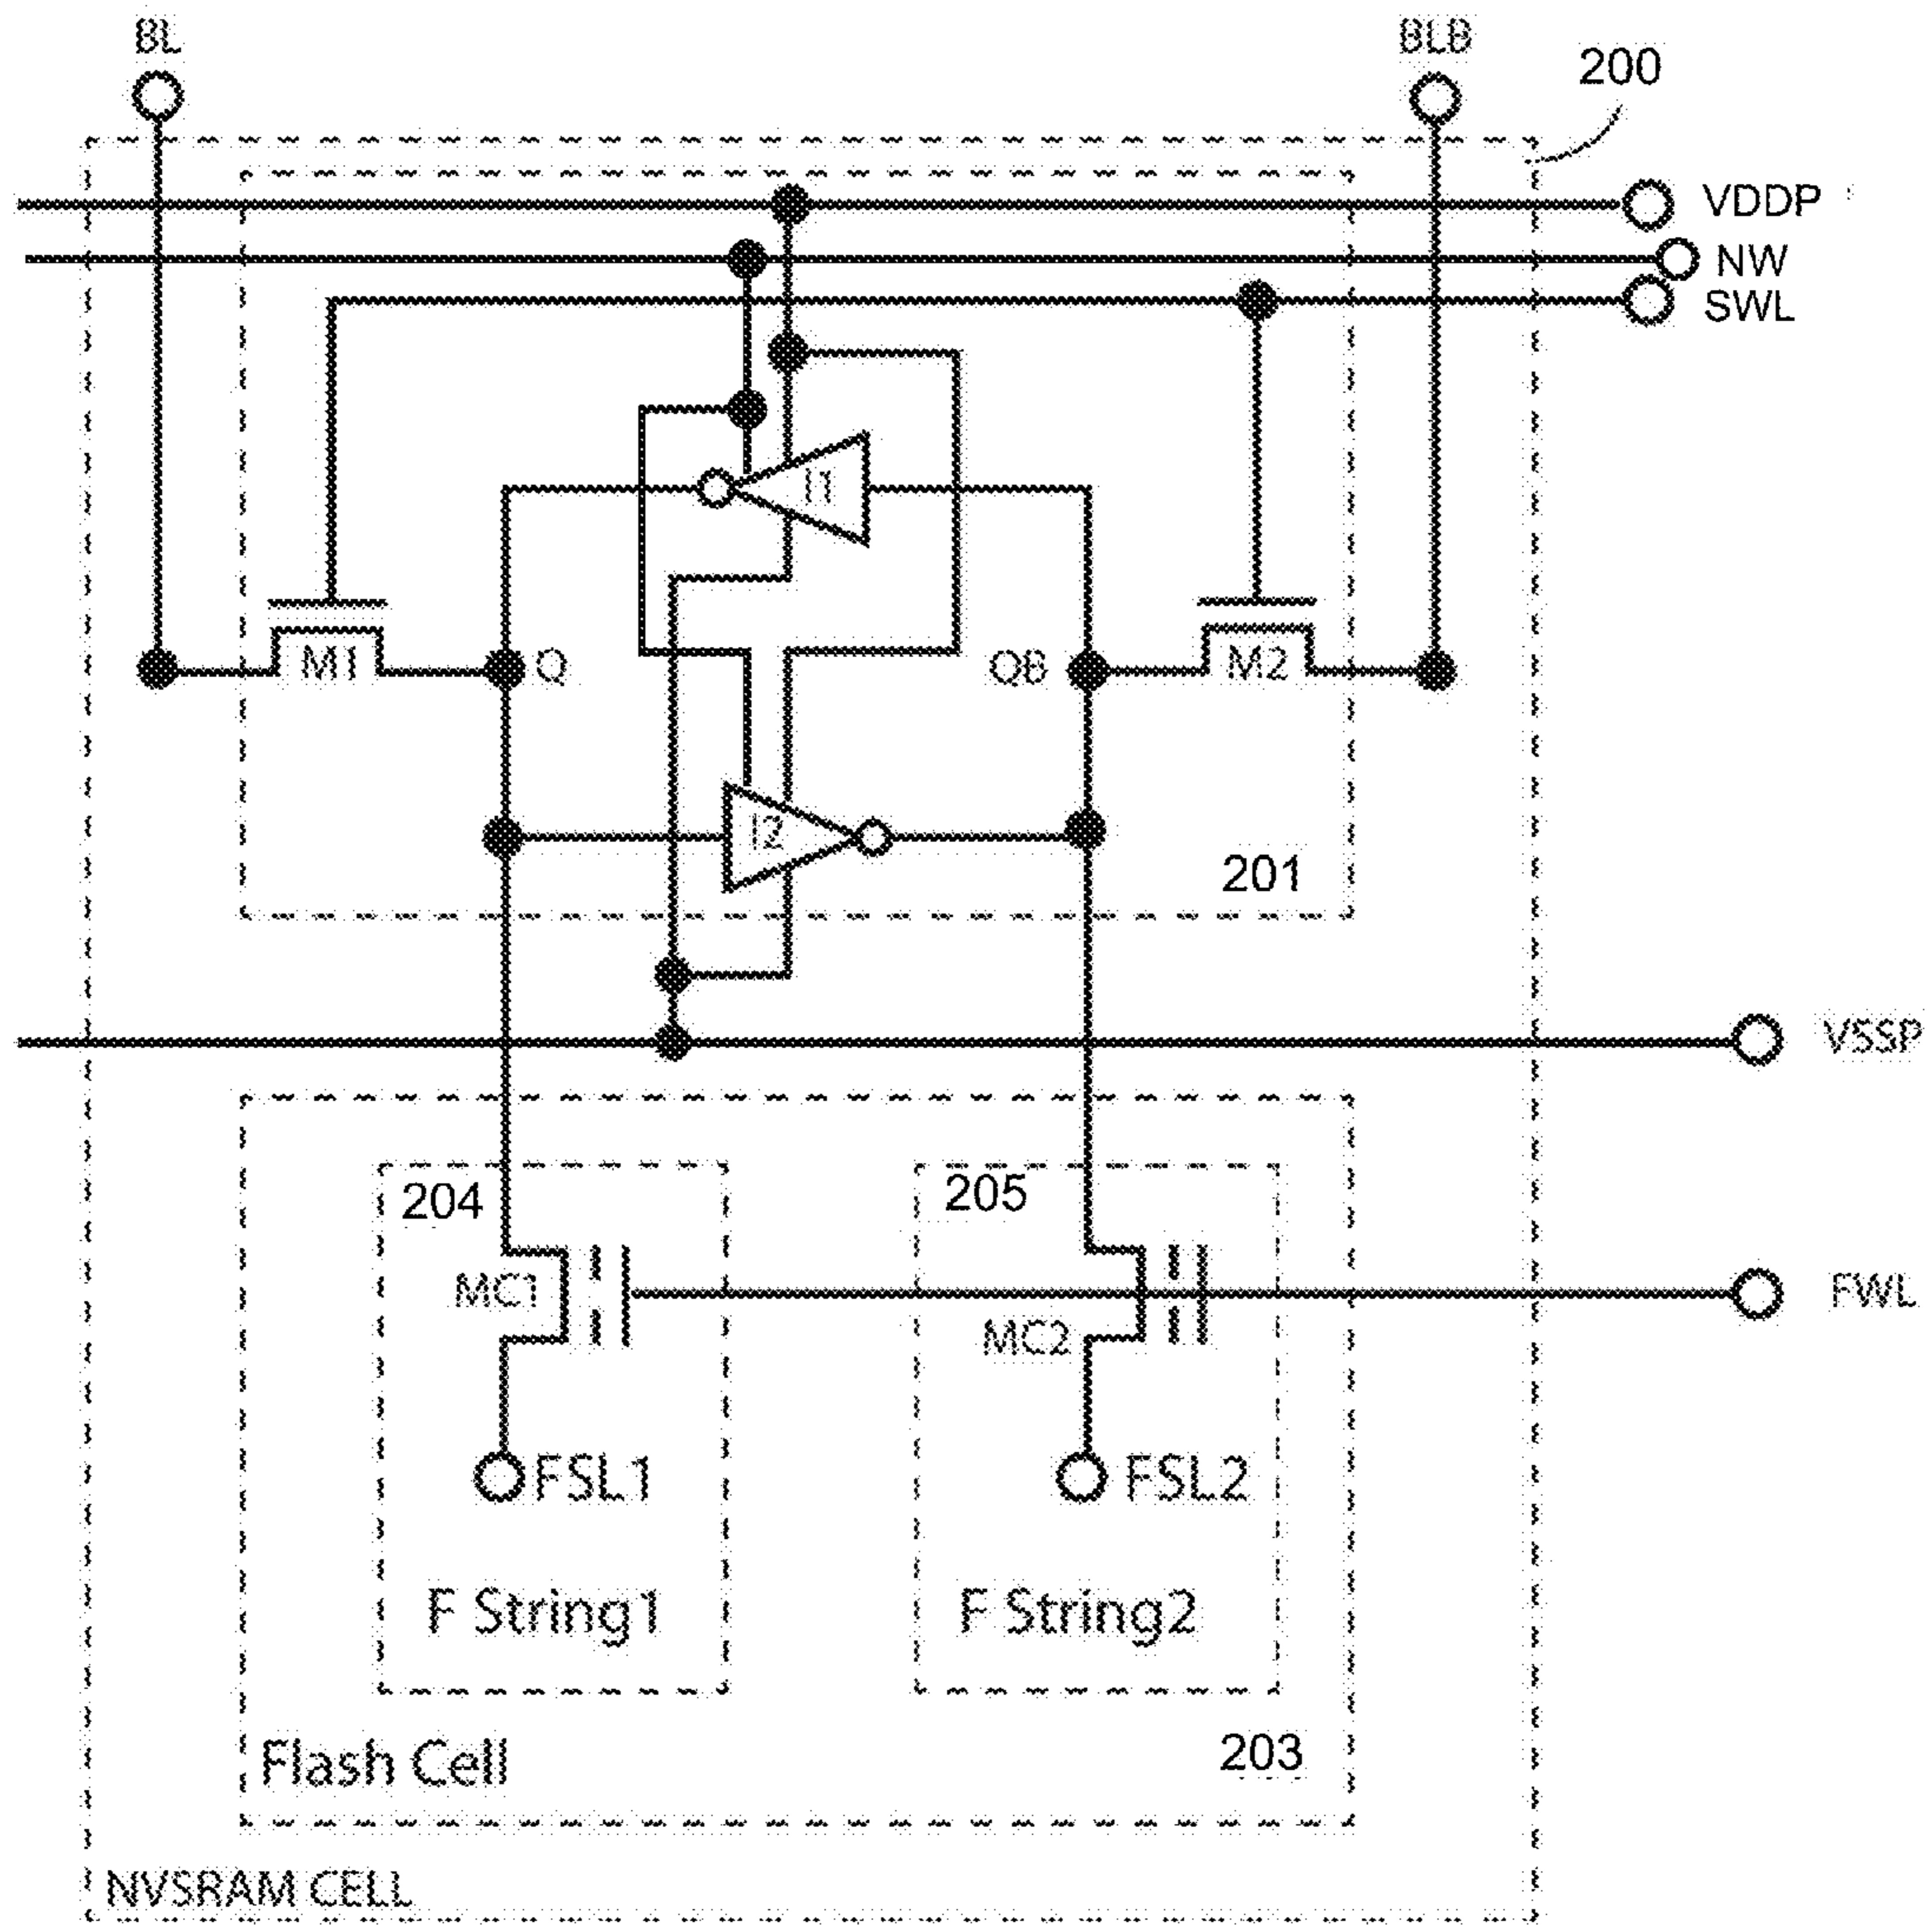 BL
BLB
200
VDDP
NW
SWL
I1
M1
Q
QB
M2
I2
201
VSSP
204
205
MC1
FWL
MC2
FSL1
FSL2
F String1
F String2
Flash Cell
203
NVSRAM CELL